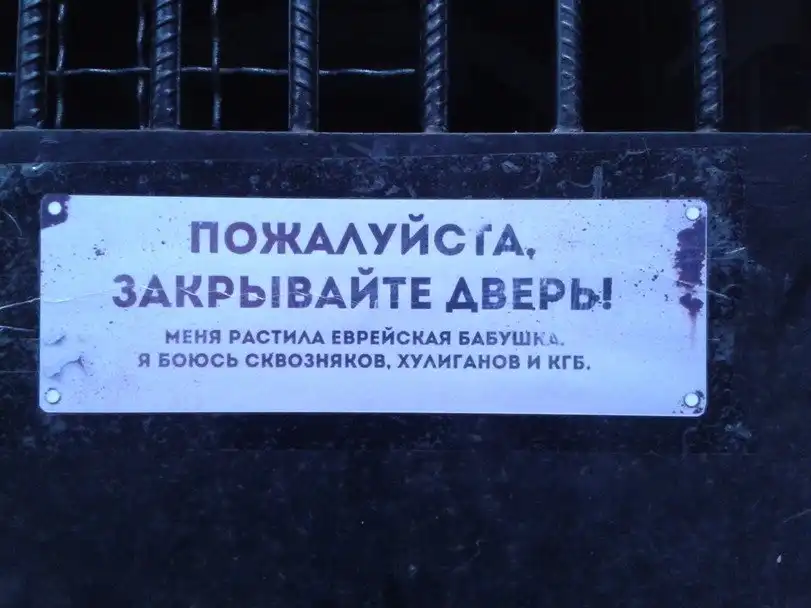 ПОЖАЛУЙСТА,
ЗАКРЫВАЙТЕ ДВЕРЬ!
МЕНЯ РАСТИЛА ЕВРЕЙСКАЯ БАБУШКА.
Я БОЮСЬ СКВОЗНЯКОВ, ХУЛИГАНОВ И КГБ.